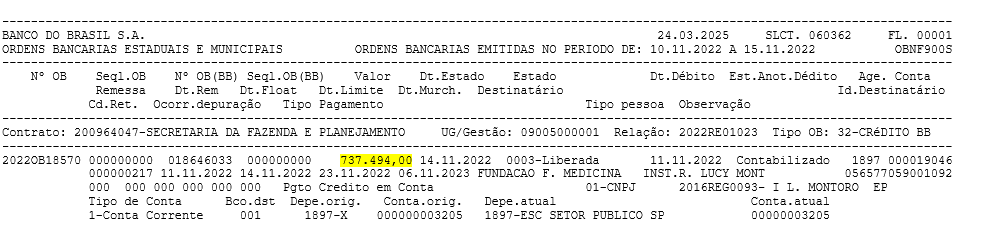 BANCO DO BRASIL S.A. 24.03.2025 SLCT. 060362 FL. 00001
ORDENS BANCARIAS ESTADUAIS E MUNICIPAIS ORDENS BANCARIAS EMITIDAS NO PERIODO DE: 10.11.2022 A 15.11.2022 OBNF900S
Nº OB Seql.OB Nº OB(BB) Seql.OB(BB) Valor Dt.Estado Estado Dt.Débito Est.Anot.Dédito Age. Conta
Remessa Dt.Rem Dt.Float Dt.Limite Dt.Murch. Destinatário Id.Destinatário
Cd.Ret. Ocorr.depuração Tipo Pagamento Tipo pessoa Observação
Contrato: 200964047-SECRETARIA DA FAZENDA E PLANEJAMENTO UG/Gestão: 09005000001 Relação: 2022RE01023 Tipo OB: 32-CRéDITO BB
2022OB18570 000000000 018646033 000000000 737.494,00 14.11.2022 0003-Liberada 11.11.2022 Contabilizado 1897 000019046
000000217 11.11.2022 14.11.2022 23.11.2022 06.11.2023 FUNDACAO F. MEDICINA INST.R. LUCY MONT 056577059001092
000 000 000 000 000 Pgto Credito em Conta 01-CNPJ 2016REG0093- I L. MONTORO EP
Tipo de Conta Bco.dst Depe.orig. Conta.orig. Depe.atual Conta.atual
1-Conta Corrente 001 1897-X 000000003205 1897-ESC SETOR PUBLICO SP 00000003205